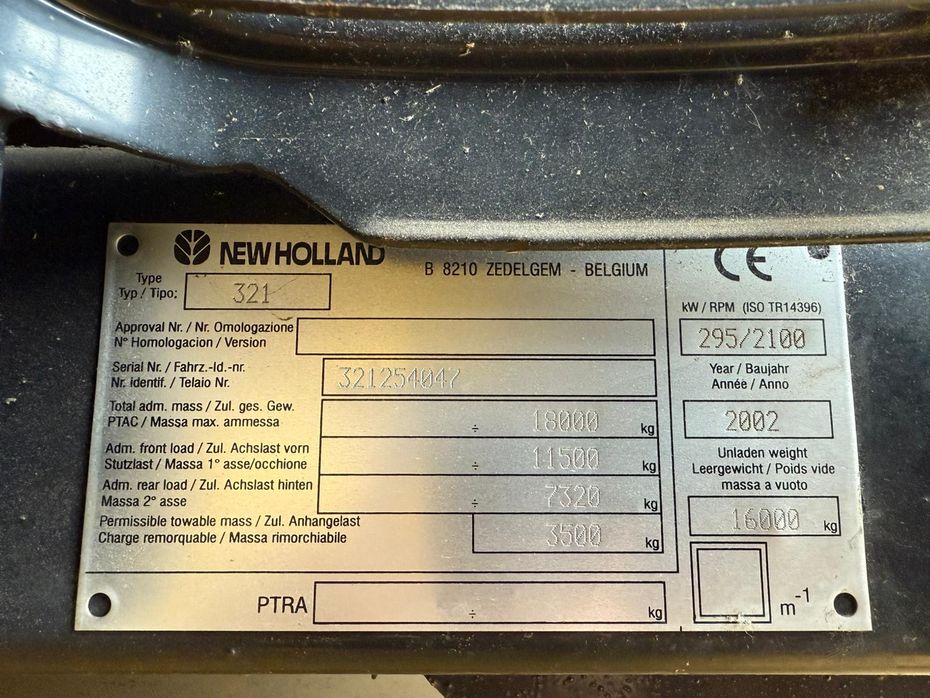 NEW HOLLAND
B 8210 ZEDELGEM - BELGIUM
CE
Type
Typ / Tipo:
321
kW / RPM (ISO TR14396)
295/2100
Approval Nr. / Nr. Omologazione
N° Homologacion / Version
Serial Nr. / Fahrz.-Id.-nr.
Nr. identif. / Telaio Nr.
321254047
Year / Baujahr
Annéé / Anno
2002
Total adm. mass / Zul. ges. Gew.
PTAC / Massa max. ammessa
÷ 18000 kg
Adm. front load / Zul. Achslast vorn
Stutzlast / Massa 1° asse/occhione
÷ 11500 kg
Unladen weight
Leergewicht / Poids vide
massa a vuoto
16000 kg
Adm. rear load / Zul. Achslast hinten
Massa 2° asse
÷ 7320 kg
Permissible towable mass / Zul. Anhangelast
Charge remorquable / Massa rimorchiabile
3500 kg
PTRA ÷ kg
m-1